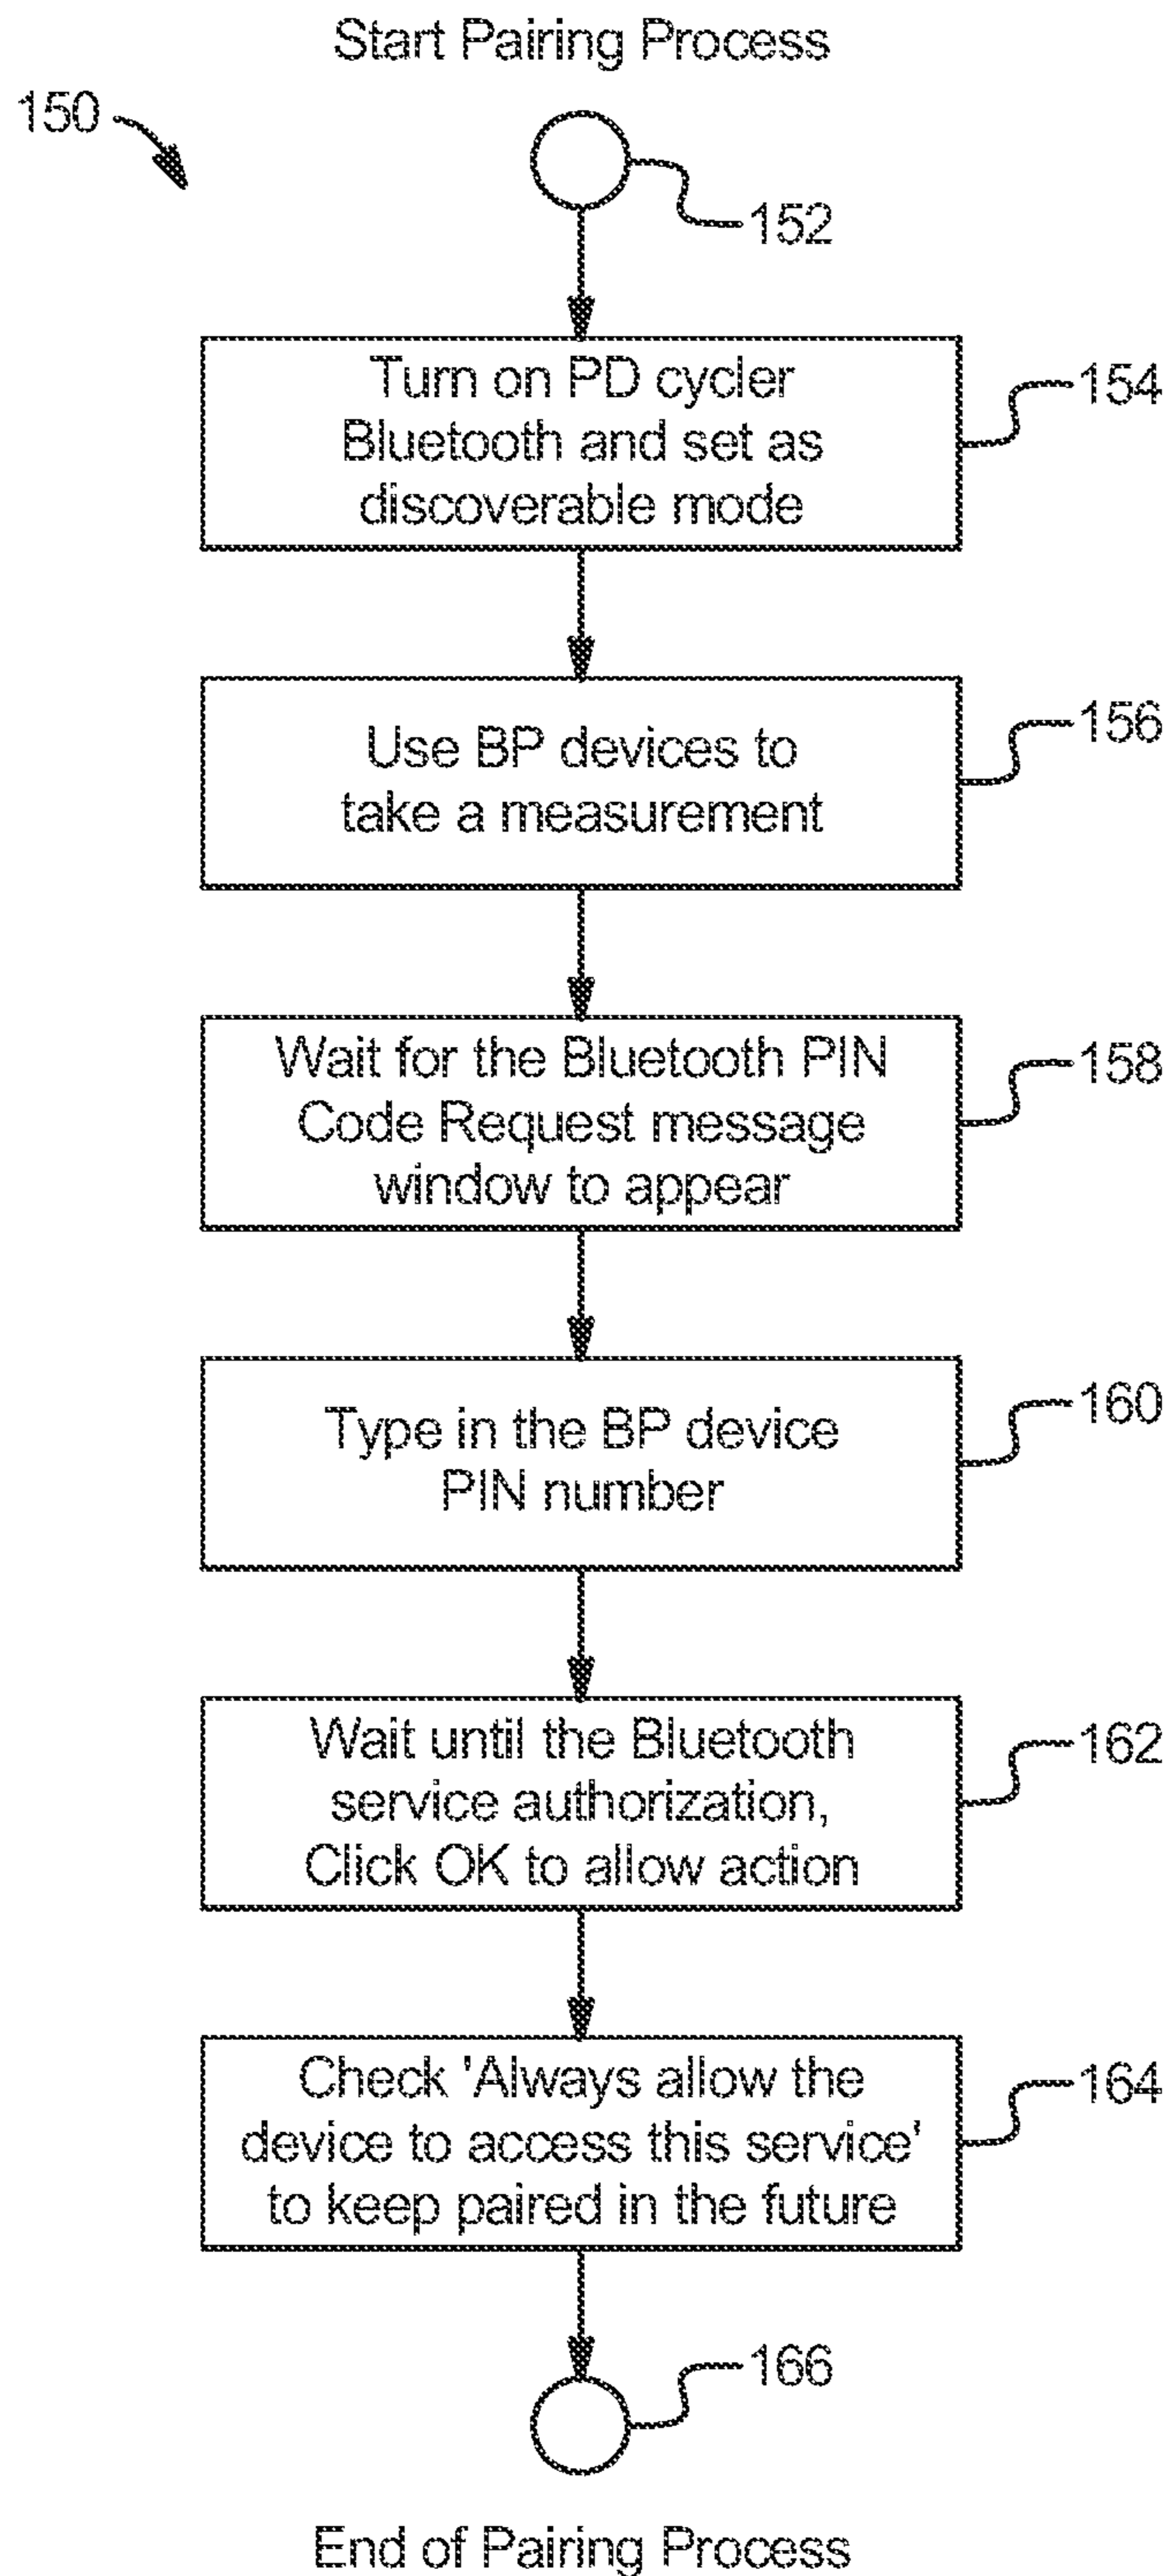 Start Pairing Process
150
152
Turn on PD cycler
Bluetooth and set as
discoverable mode
154
Use BP devices to
take a measurement
156
Wait for the Bluetooth PIN
Code Request message
window to appear
158
Type in the BP device
PIN number
160
Wait until the Bluetooth
service authorization,
Click OK to allow action
162
Check 'Always allow the
device to access this service'
to keep paired in the future
164
166
End of Pairing Process